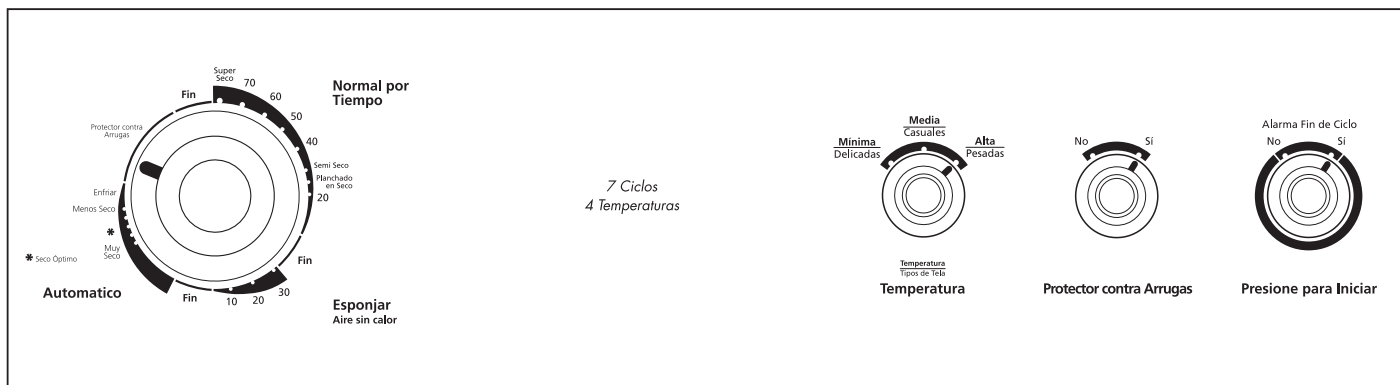 Super
Seco
70
60
50
40
Semi Seco
Planchado
en Seco
20
Normal por
Tiempo
Fin
Protector contra
Arrugas
Enfriar
Menos Seco
*
Muy
Seco
* Seco Óptimo
Automatico
Fin
10
20
30
Fin
Esponjar
Aire sin calor
7 Ciclos
4 Temperaturas
Mínima
Delicadas
Media
Casuales
Alta
Pesadas
Temperatura
Tipos de Tela
Temperatura
No
Sí
Protector contra Arrugas
Alarma Fin de Ciclo
No
Sí
Presione para Iniciar